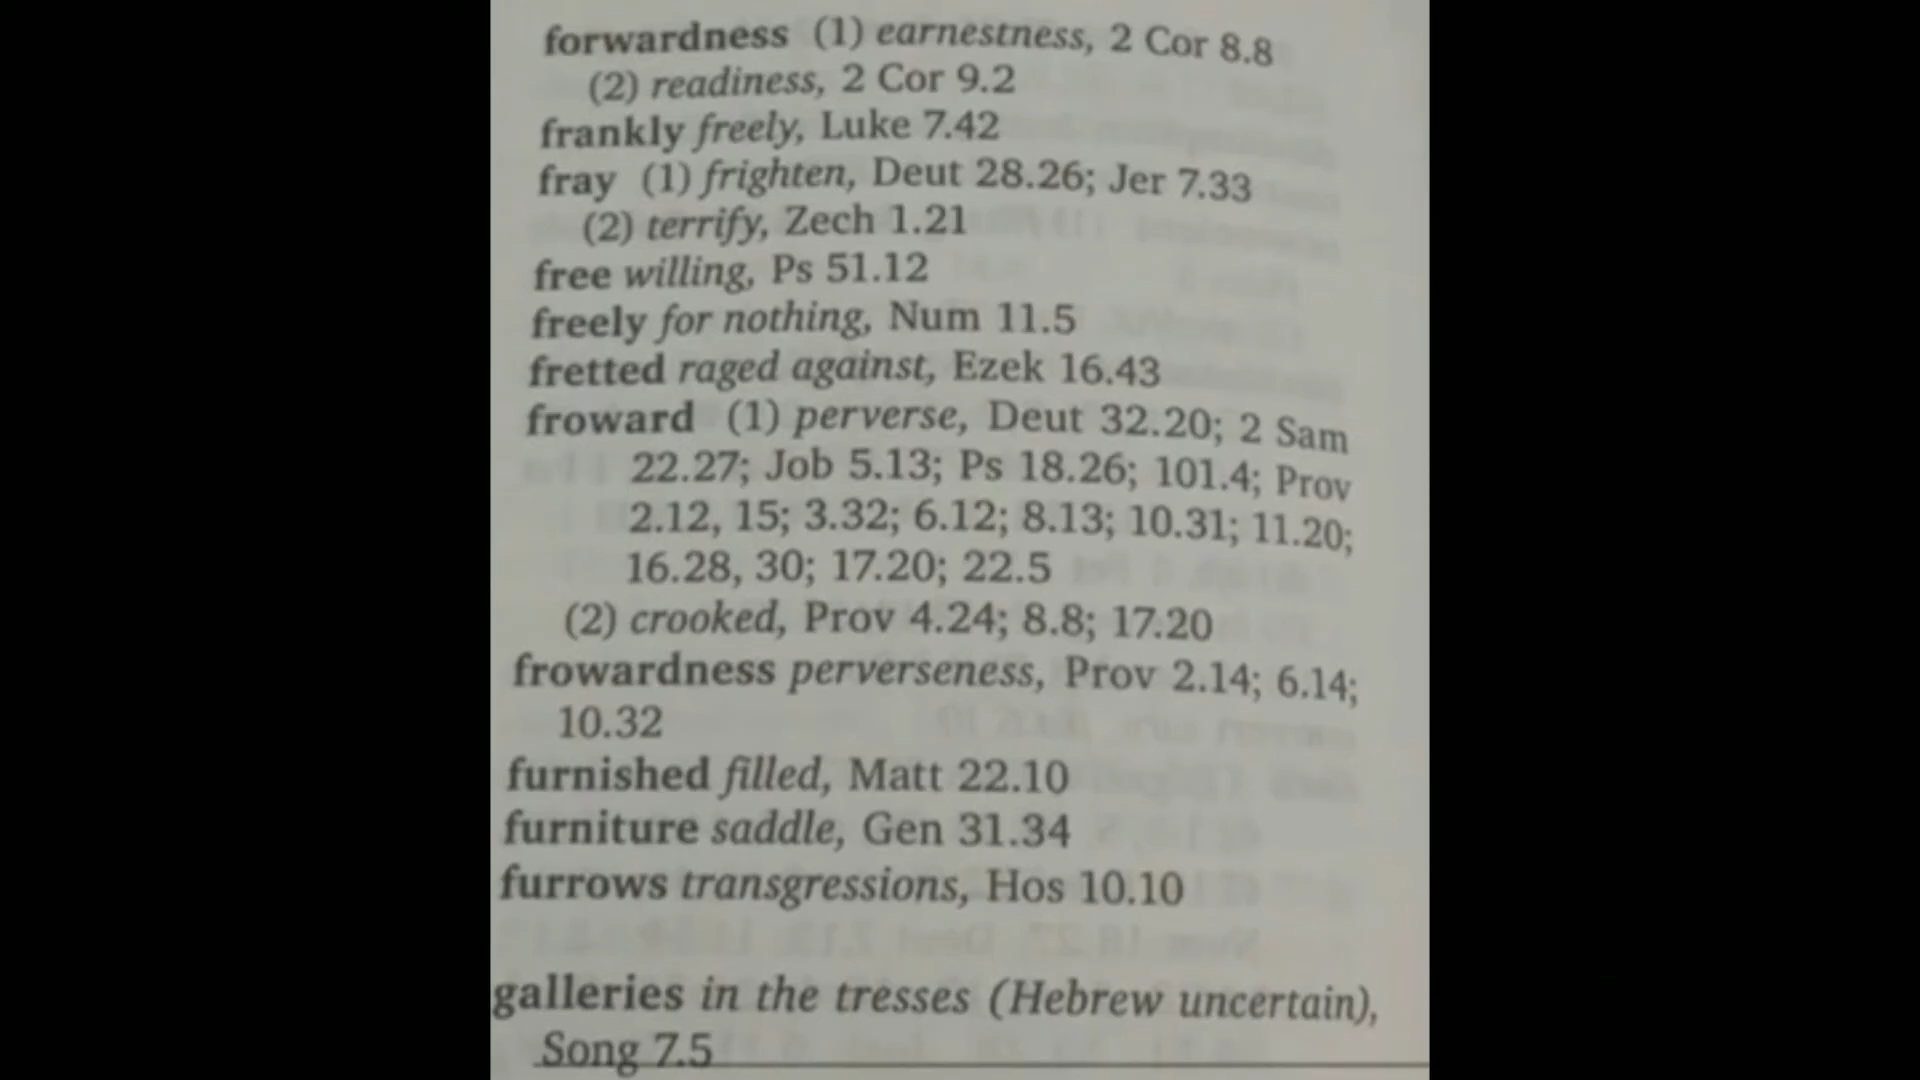 forwardness (1) earnestness, 2 Cor 8.8
(2) readiness, 2 Cor 9.2
frankly freely, Luke 7.42
fray (1) frighten, Deut 28.26; Jer 7.33
(2) terrify, Zech 1.21
free willing, Ps 51.12
freely for nothing, Num 11.5
fretted raged against, Ezek 16.43
froward (1) perverse, Deut 32.20; 2 Sam
22.27; Job 5.13; Ps 18.26; 101.4; Prov
2.12, 15; 3.32; 6.12; 8.13; 10.31; 11.20;
16.28, 30; 17.20; 22.5
(2) crooked, Prov 4.24; 8.8; 17.20
frowardness perverseness, Prov 2.14; 6.14;
10.32
furnished filled, Matt 22.10
furniture saddle, Gen 31.34
furrows transgressions, Hos 10.10
galleries in the tresses (Hebrew uncertain),
Song 7.5